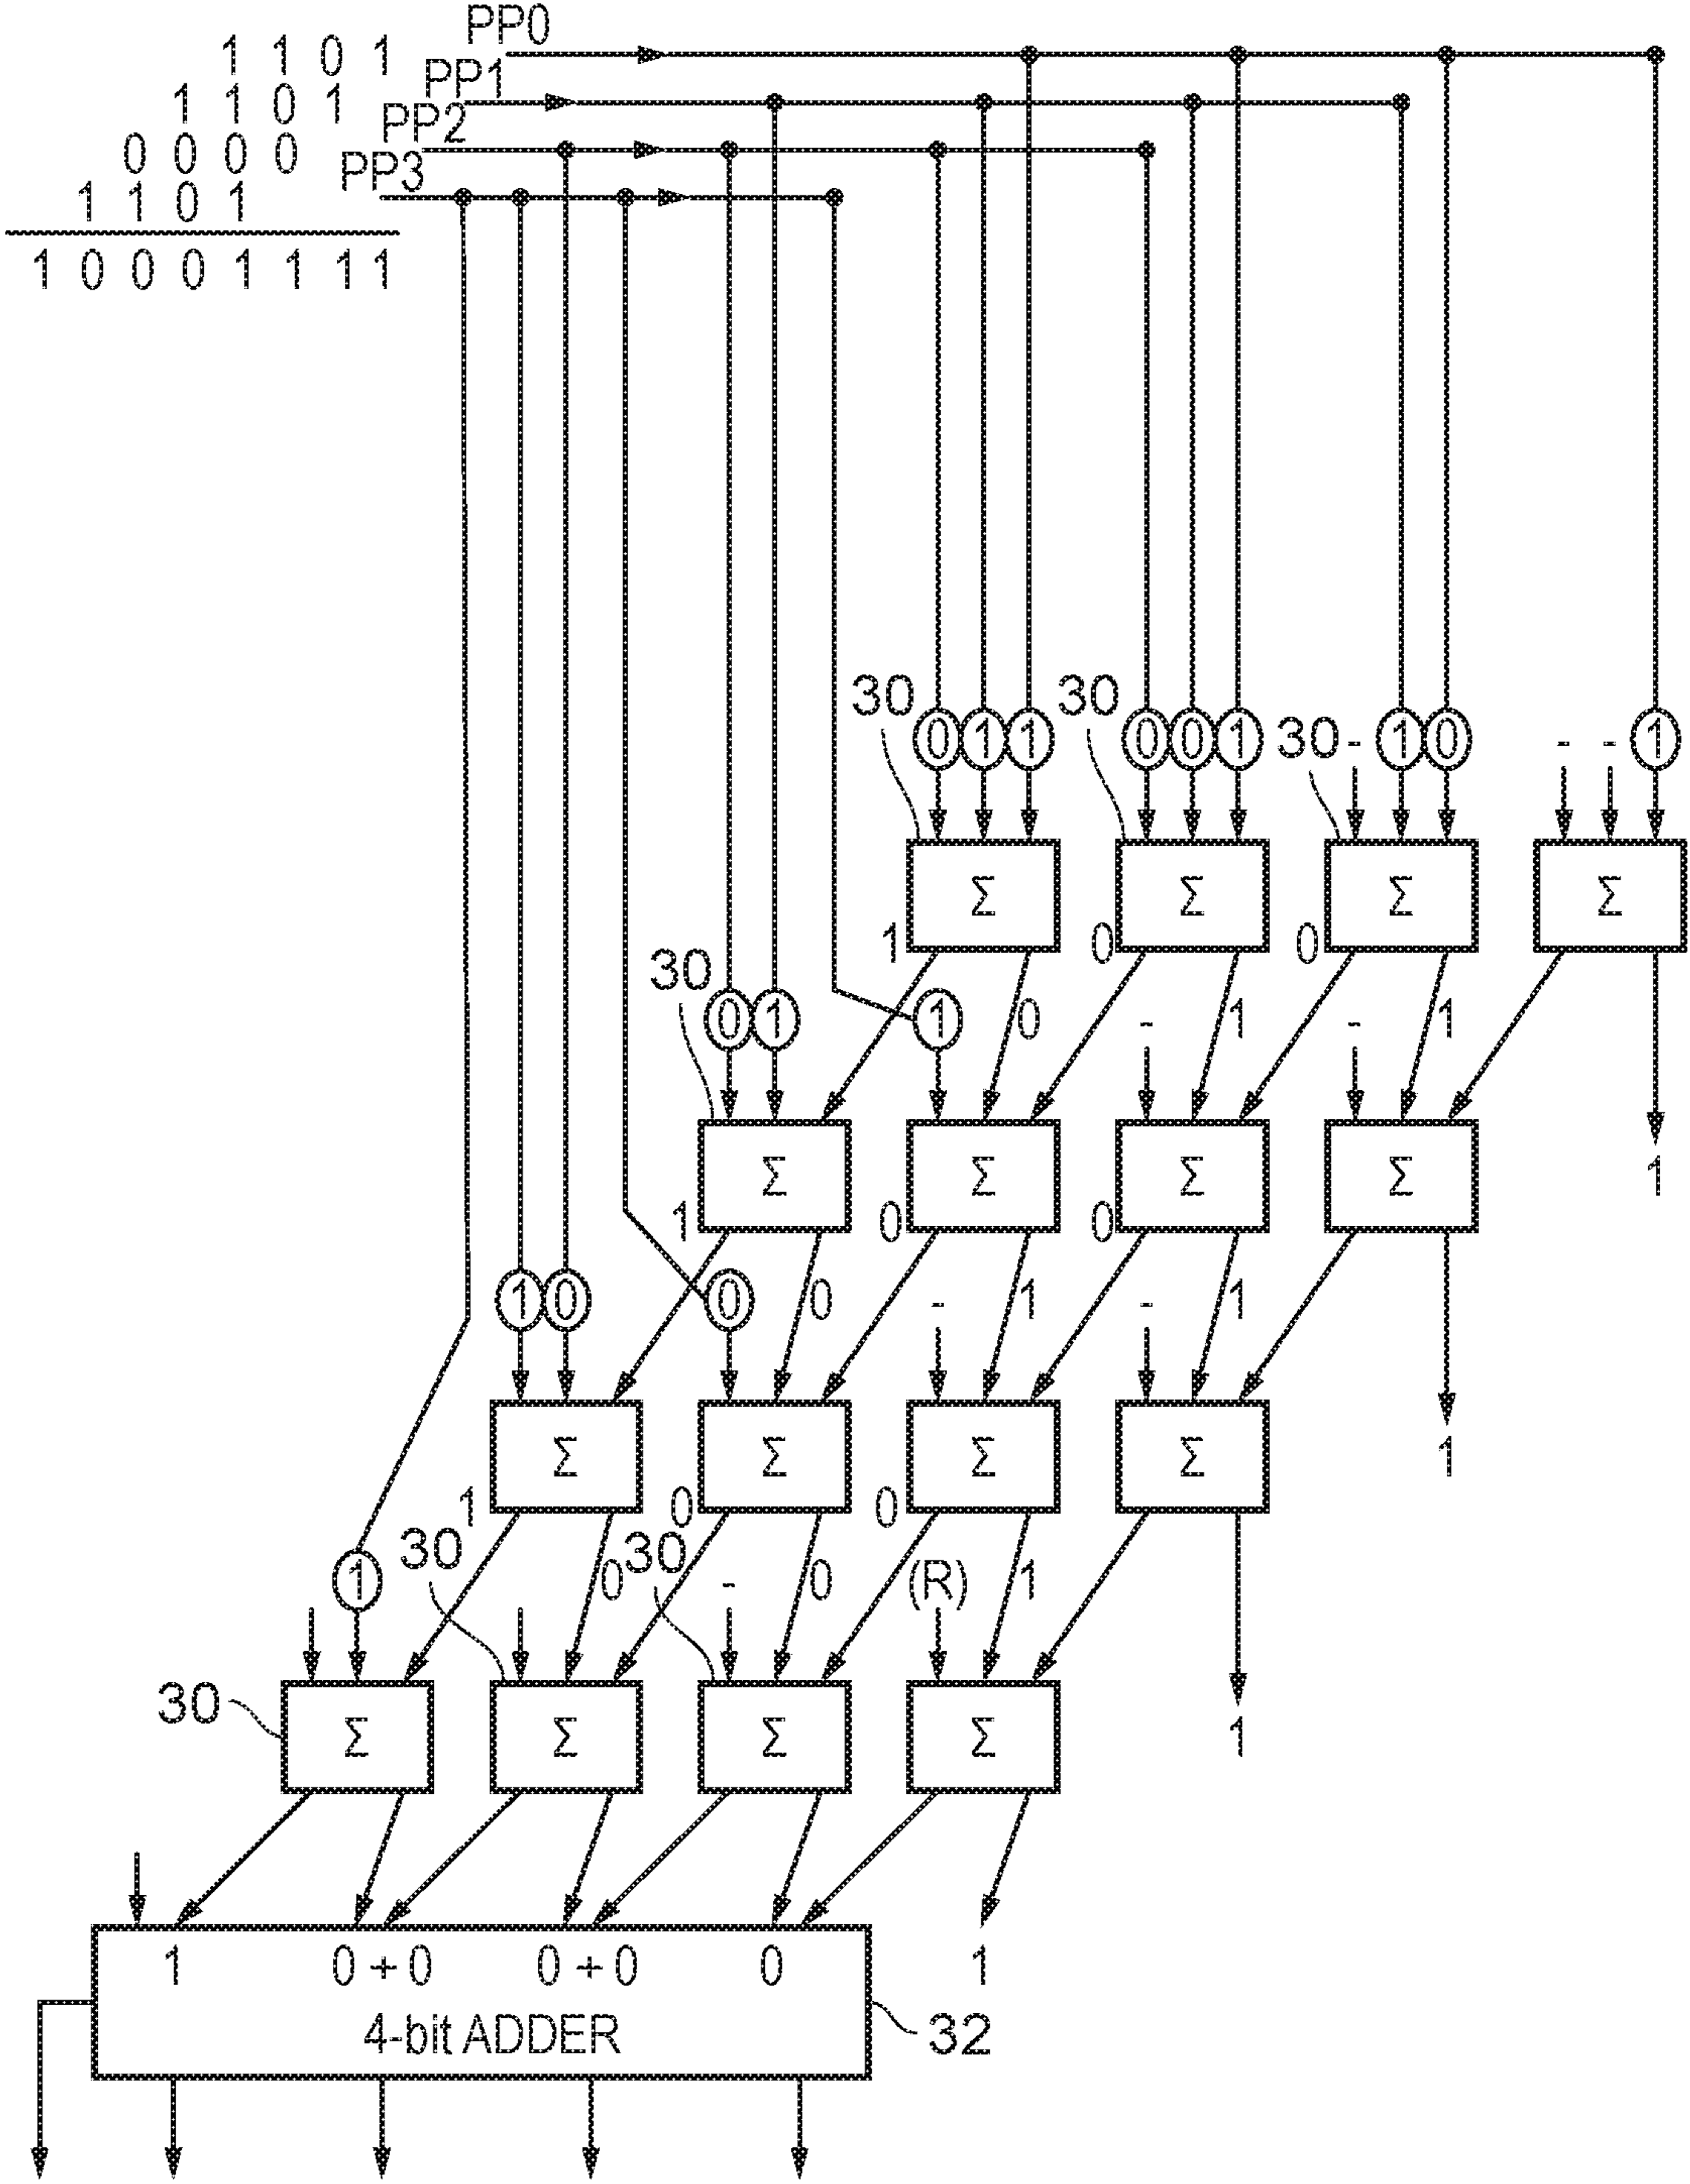 PP0
1 1 0 1
PP1
1 1 0 1
PP2
0 0 0 0
PP3
1 1 0 1
1 0 0 0 1 1 1 1
30 0 1 1 30 0 0 1 30 - 1 0 - - 1
Σ Σ Σ Σ
1 0 0
30 0 1 1 0 - 1 - 1
Σ Σ Σ Σ 1
1 0 0
1 0 0 0 - 1 - 1
Σ Σ Σ Σ 1
1 0 0
1 30 0 30 - 0 (R) 1
30 Σ Σ Σ Σ 1
1 0 + 0 0 + 0 0 1
4-bit ADDER 32